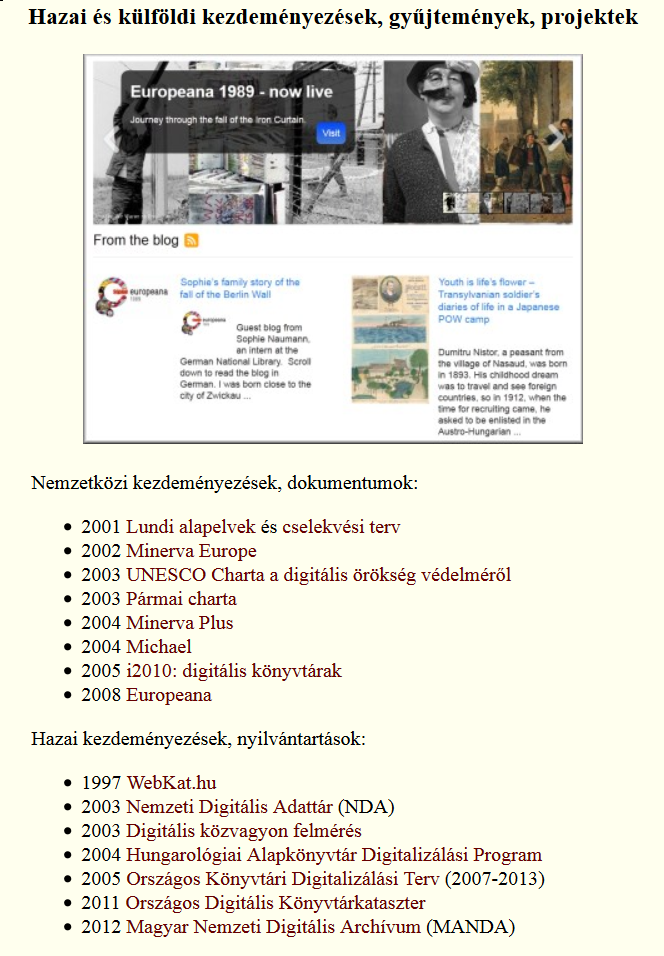 Hazai és külföldi kezdeményezések, gyűjtemények, projektek
Europeana 1989 - now live
Journey through the fall of the Iron Curtain.
Visit
From the blog
europeana
1989
Sophie's family story of the
fall of the Berlin Wall
europeana
Guest blog from
Sophie Naumann,
an intern at the
German National Library. Scroll
down to read the blog in
German. I was born close to the
city of Zwickau ...
Youth is life's flower –
Transylvanian soldier's
diaries of life in a Japanese
POW camp
Dumitru Nistor, a peasant from
the village of Nasaud, was born
in 1893. His childhood dream
was to travel and see foreign
countries, so in 1912, when the
time for recruiting came, he
asked to be enlisted in the
Austro-Hungarian ...
Nemzetközi kezdeményezések, dokumentumok:
• 2001 Lundi alapelvek és cselekvési terv
• 2002 Minerva Europe
• 2003 UNESCO Charta a digitális örökség védelméről
• 2003 Pármai charta
• 2004 Minerva Plus
• 2004 Michael
• 2005 i2010: digitális könyvtárak
• 2008 Europeana
Hazai kezdeményezések, nyilvántartások:
• 1997 WebKat.hu
• 2003 Nemzeti Digitális Adattár (NDA)
• 2003 Digitális közvagyon felmérés
• 2004 Hungarológiai Alapkönyvtár Digitalizálási Program
• 2005 Országos Könyvtári Digitalizálási Terv (2007-2013)
• 2011 Országos Digitális Könyvtárkataszter
• 2012 Magyar Nemzeti Digitális Archívum (MANDA)